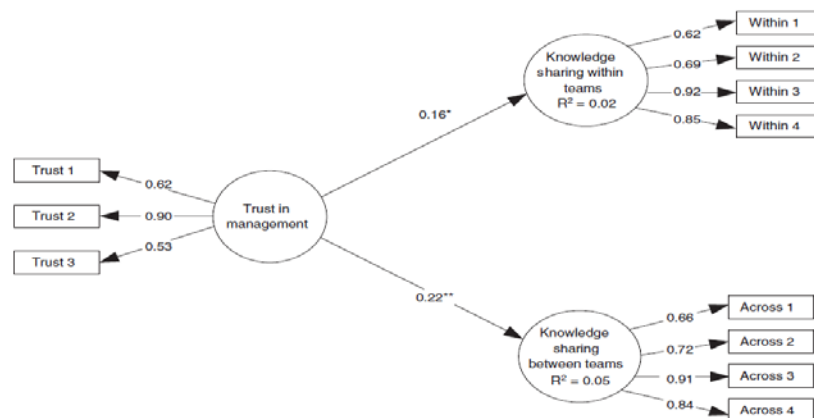 Within 1
0.62
Knowledge
sharing within
teams
R² = 0.02
Within 2
0.69
Within 3
0.92
Within 4
0.85
0.16*
Trust 1
0.62
Trust 2
0.90
Trust in
management
Trust 3
0.53
0.22**
Knowledge
sharing
between teams
R² = 0.05
Across 1
0.66
Across 2
0.72
Across 3
0.91
Across 4
0.84